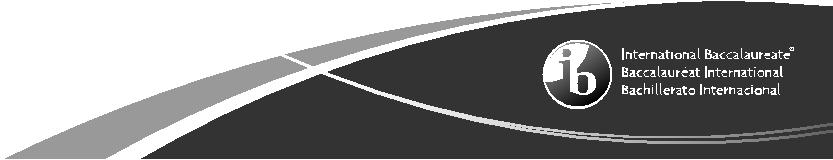 ib
International Baccalaureate®
Baccalauréat International
Bachillerato Internacional